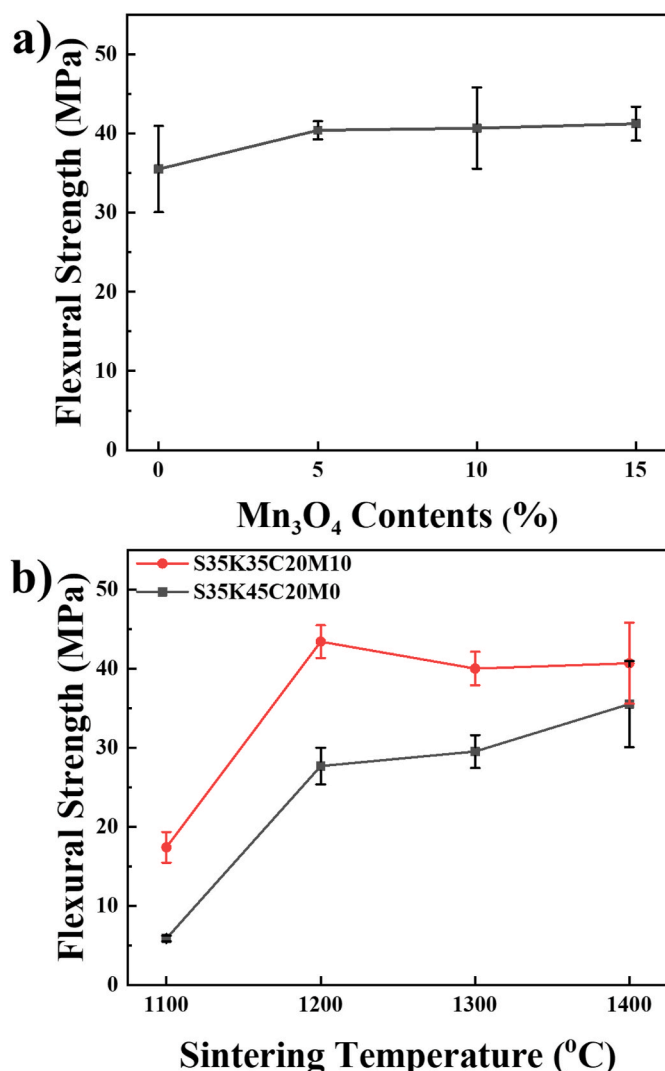 a)
Flexural Strength (MPa)
50
40
30
20
10
0
0 5 10 15
Mn₃O₄ Contents (%)
b)
S35K35C20M10
S35K45C20M0
Flexural Strength (MPa)
50
40
30
20
10
0
1100 1200 1300 1400
Sintering Temperature (⁰C)